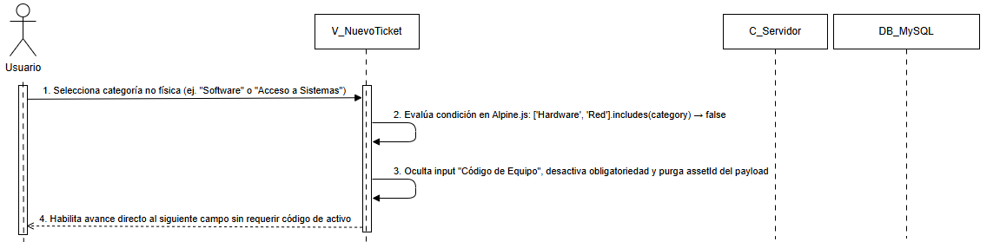 V_NuevoTicket
C_Servidor
DB_MySQL
Usuario
1. Selecciona categoría no física (ej. "Software" o "Acceso a Sistemas")
2. Evalúa condición en Alpine.js: ['Hardware', 'Red'].includes(category) → false
3. Oculta input "Código de Equipo", desactiva obligatoriedad y purga assetId del payload
4. Habilita avance directo al siguiente campo sin requerir código de activo